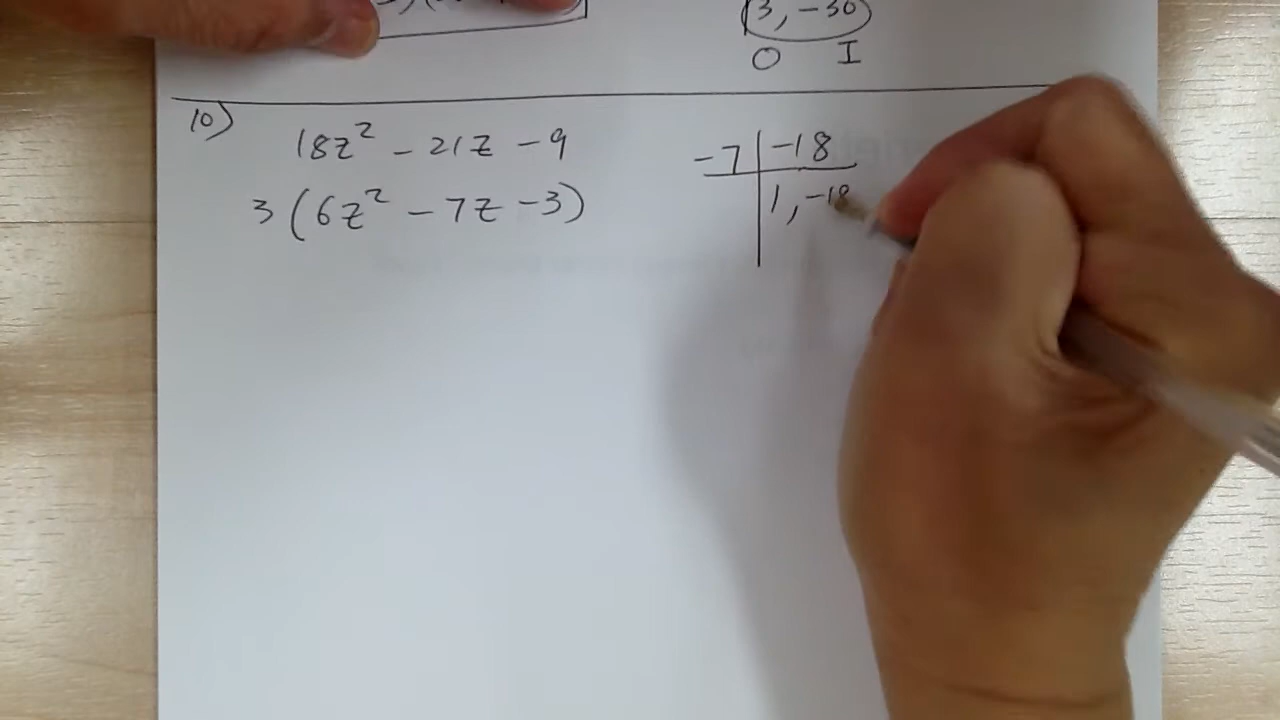 3, -30
O I
10)
18z² - 21z - 9
3(6z² - 7z - 3)
-7 | -18
1, -18